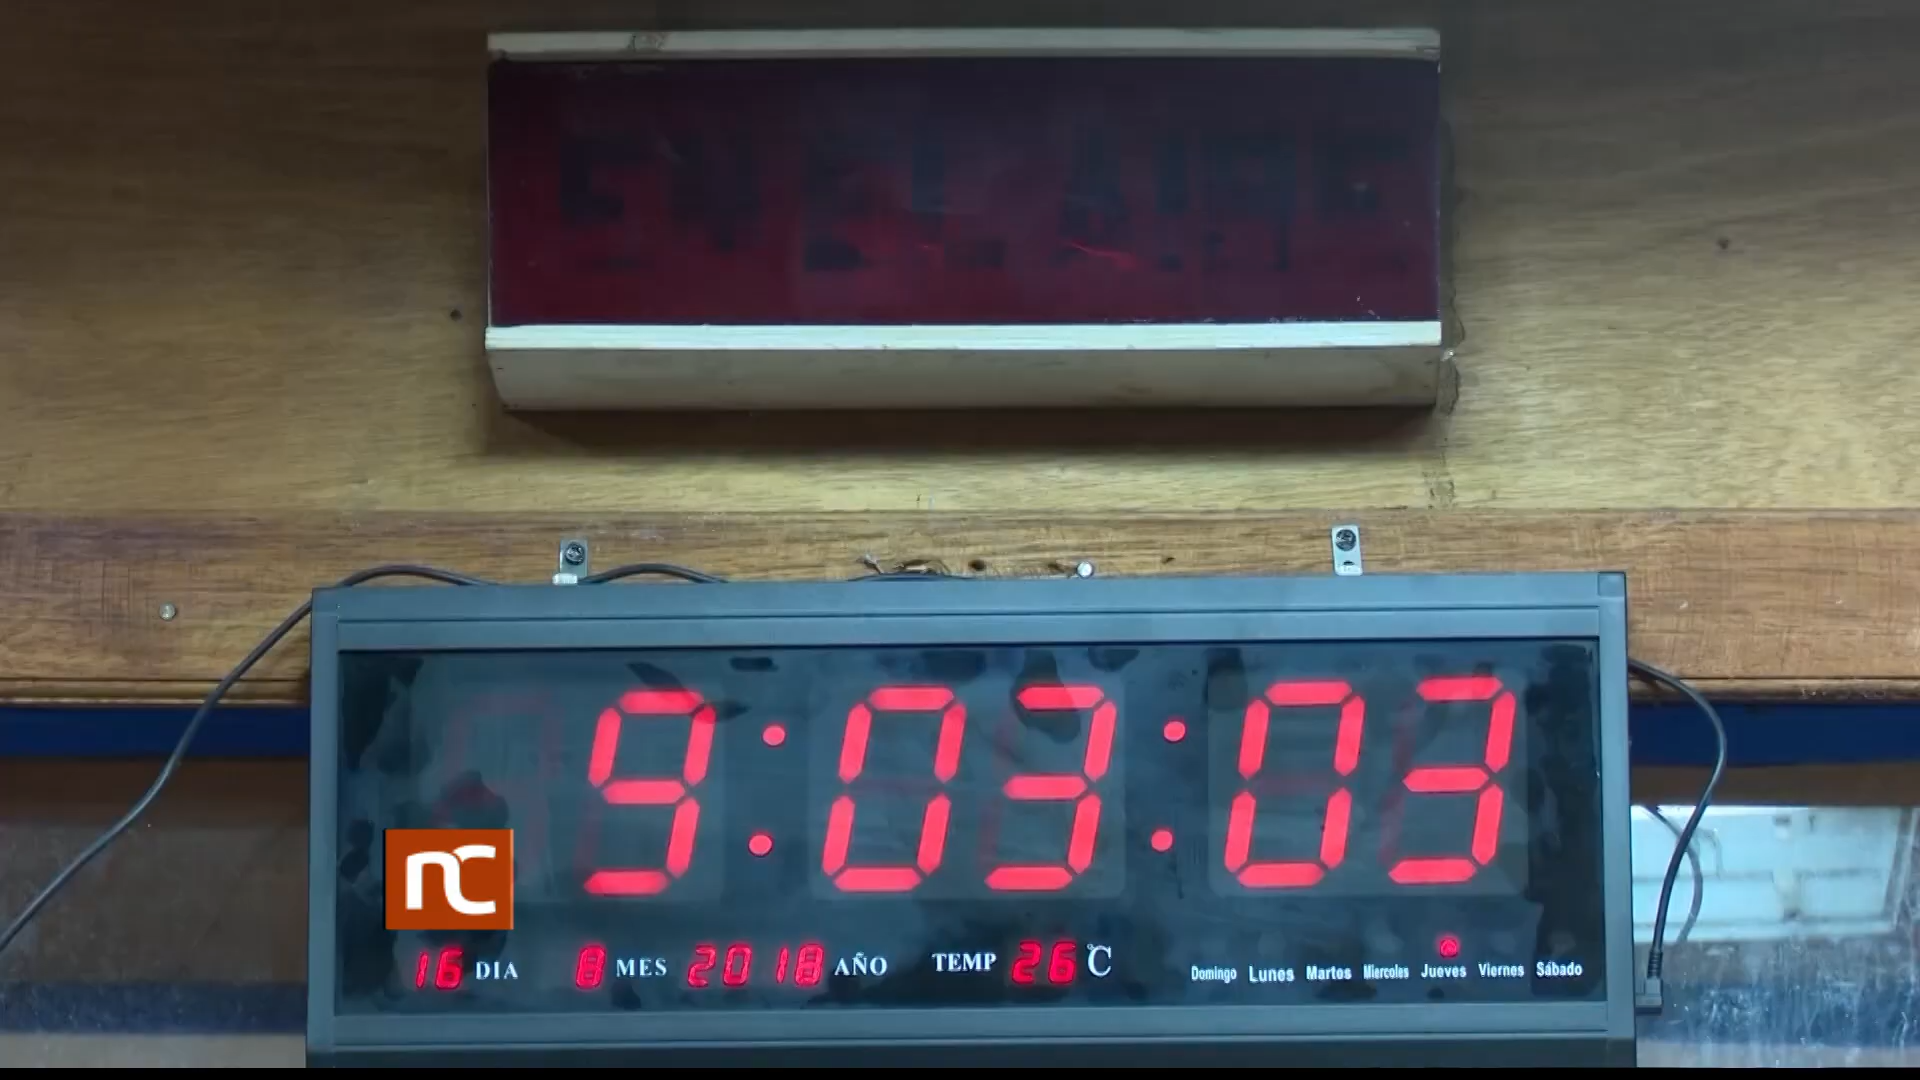 9:03:03
nc
16 DIA 8 MES 2018 AÑO TEMP 26 °C Domingo Lunes Martes Miercoles Jueves Viernes Sábado